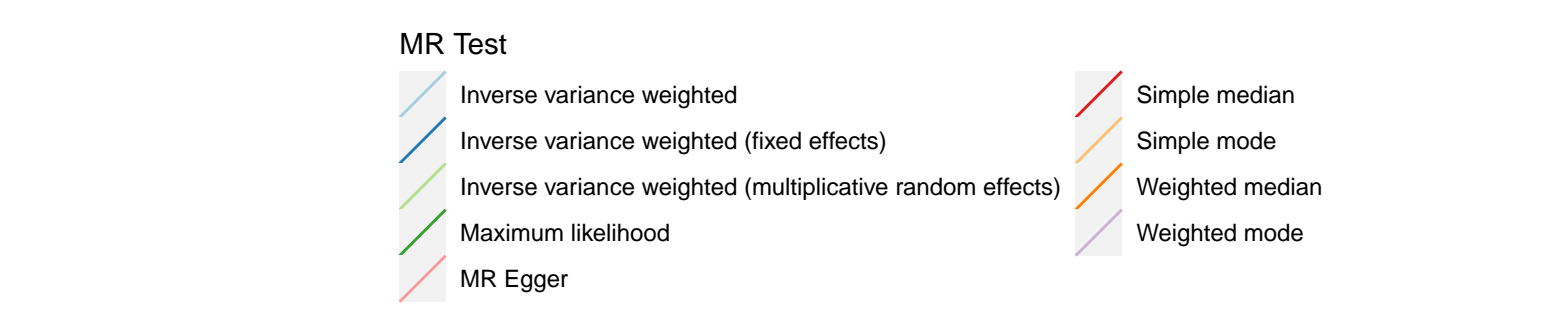 MR Test
Inverse variance weighted
Inverse variance weighted (fixed effects)
Inverse variance weighted (multiplicative random effects)
Maximum likelihood
MR Egger
Simple median
Simple mode
Weighted median
Weighted mode